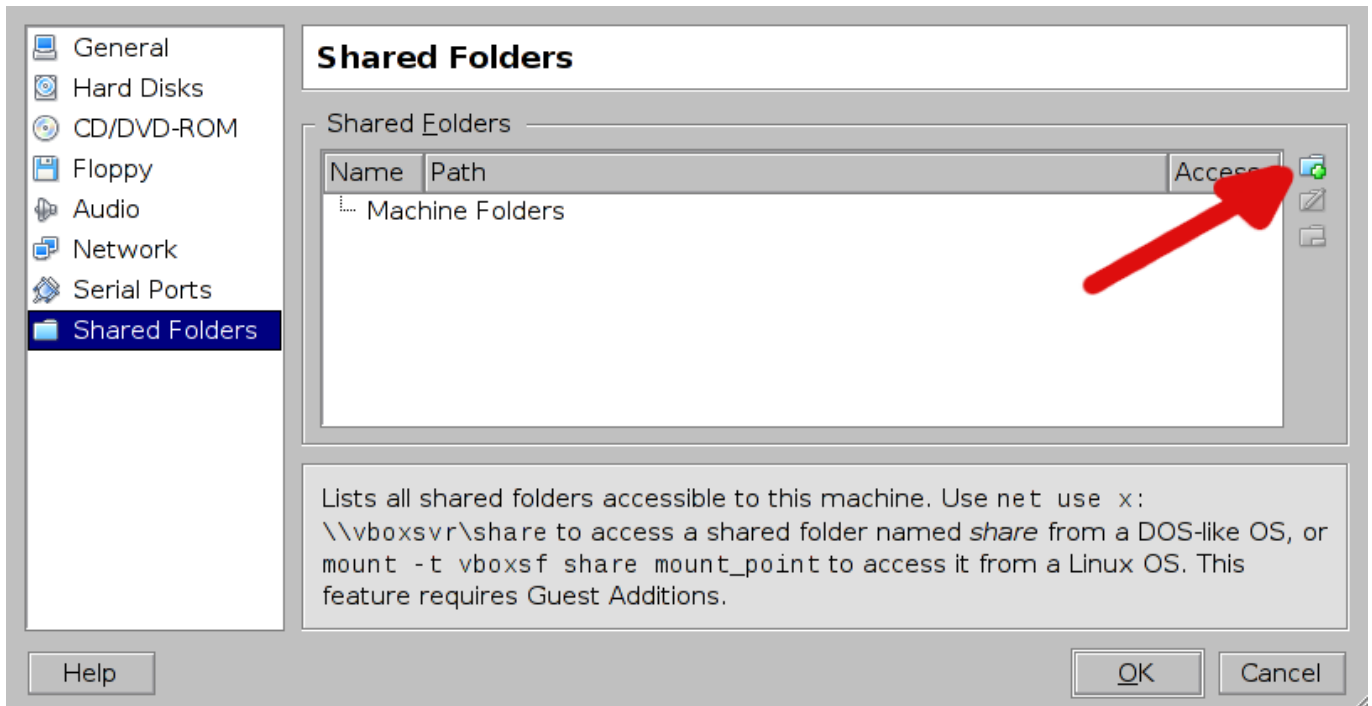 General
Hard Disks
CD/DVD-ROM
Floppy
Audio
Network
Serial Ports
Shared Folders
Shared Folders
Shared Folders
Name Path Access
Machine Folders
Lists all shared folders accessible to this machine. Use net use x:
\\vboxsvr\share to access a shared folder named share from a DOS-like OS, or
mount -t vboxsf share mount_point to access it from a Linux OS. This
feature requires Guest Additions.
Help
OK Cancel